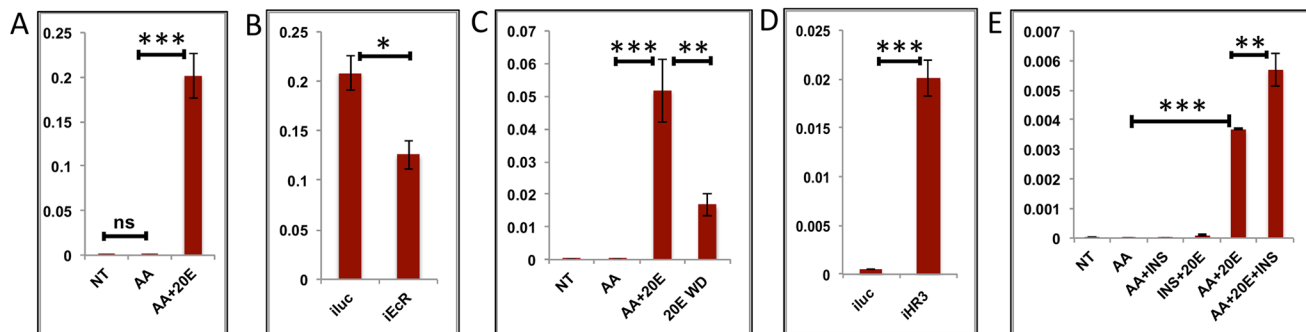 A
***
0.25
0.2
0.15
0.1
0.05
0
ns
NT
AA
AA+20E
B
*
0.25
0.2
0.15
0.1
0.05
0
iluc
iEcR
C
***
**
0.07
0.06
0.05
0.04
0.03
0.02
0.01
0
NT
AA
AA+20E
20E WD
D
***
0.025
0.02
0.015
0.01
0.005
0
iluc
iHR3
E
**
***
0.007
0.006
0.005
0.004
0.003
0.002
0.001
0
NT
AA
AA+INS
INS+20E
AA+20E
AA+20E+INS